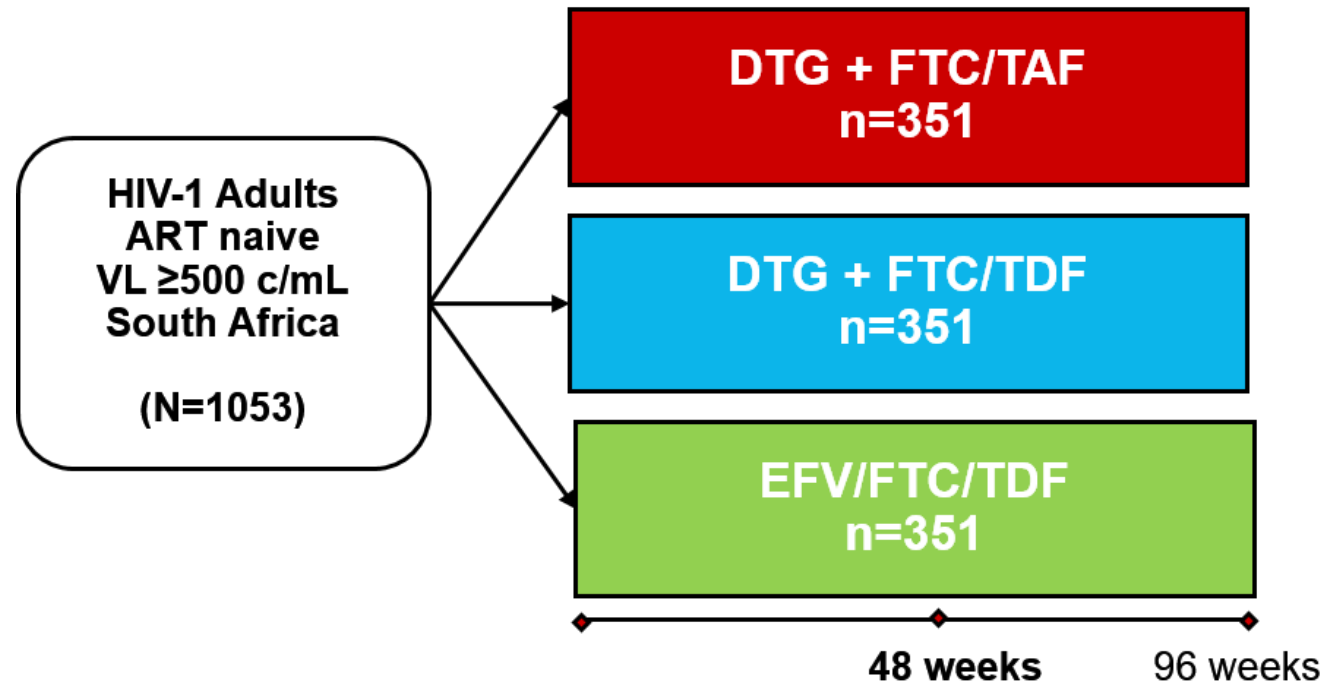 HIV-1 Adults
ART naive
VL ≥500 c/mL
South Africa
(N=1053)
DTG + FTC/TAF
n=351
DTG + FTC/TDF
n=351
EFV/FTC/TDF
n=351
48 weeks
96 weeks